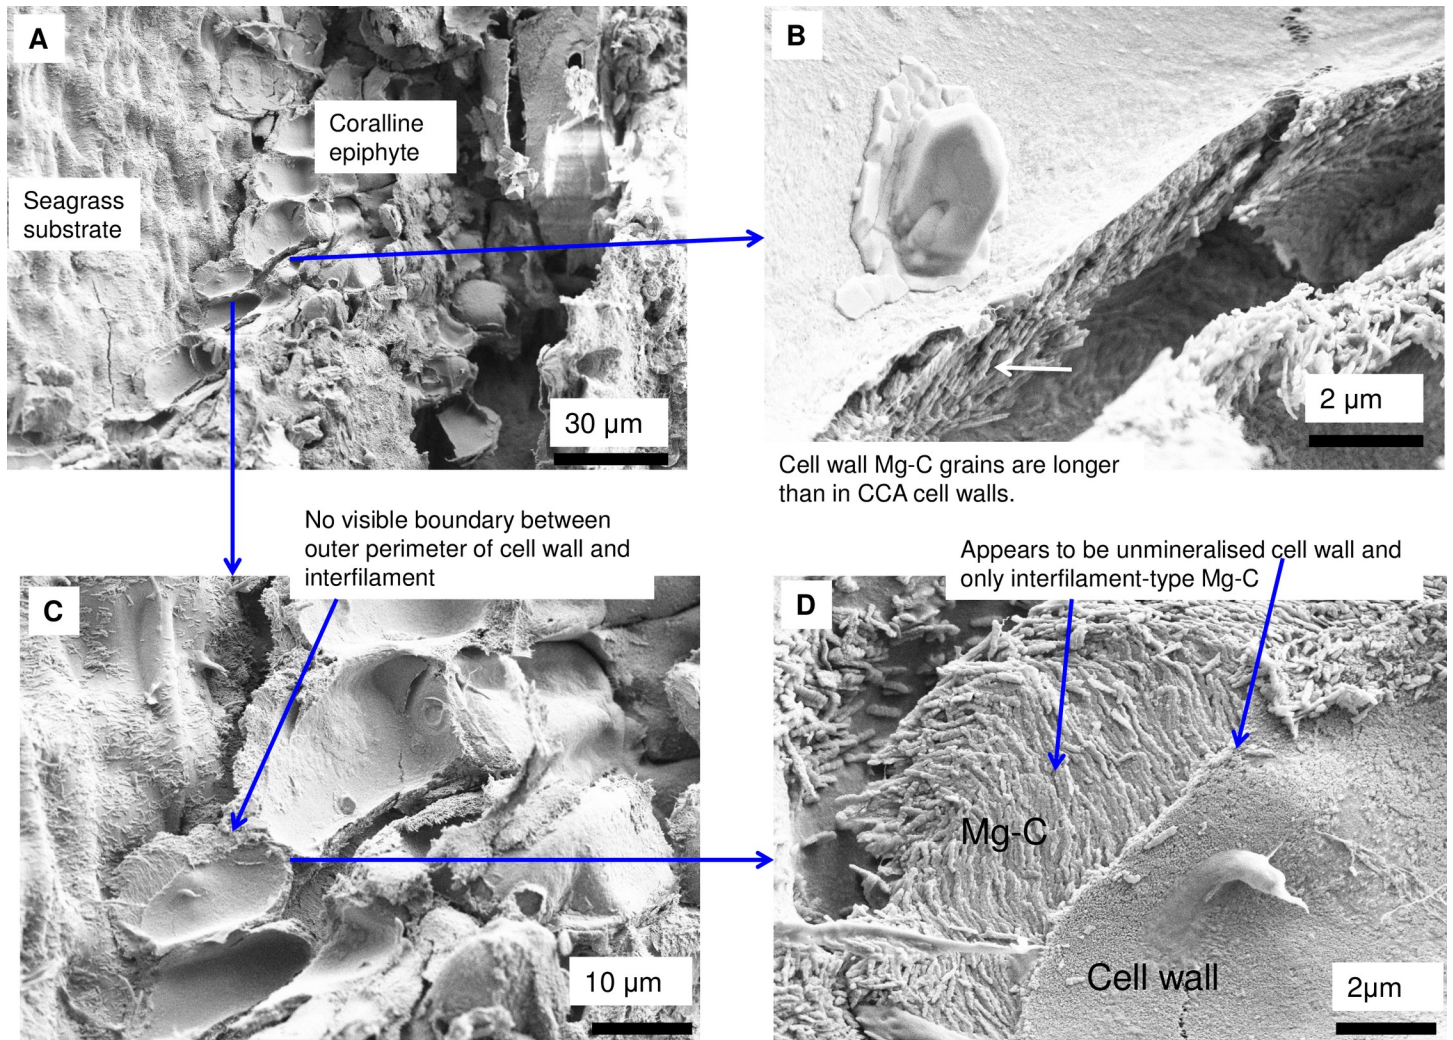 A
Coralline
epiphyte
Seagrass
substrate
30 µm
B
2 µm
Cell wall Mg-C grains are longer
than in CCA cell walls.
No visible boundary between
outer perimeter of cell wall and
interfilament
C
10 µm
Appears to be unmineralised cell wall and
only interfilament-type Mg-C
D
Mg-C
Cell wall
2µm